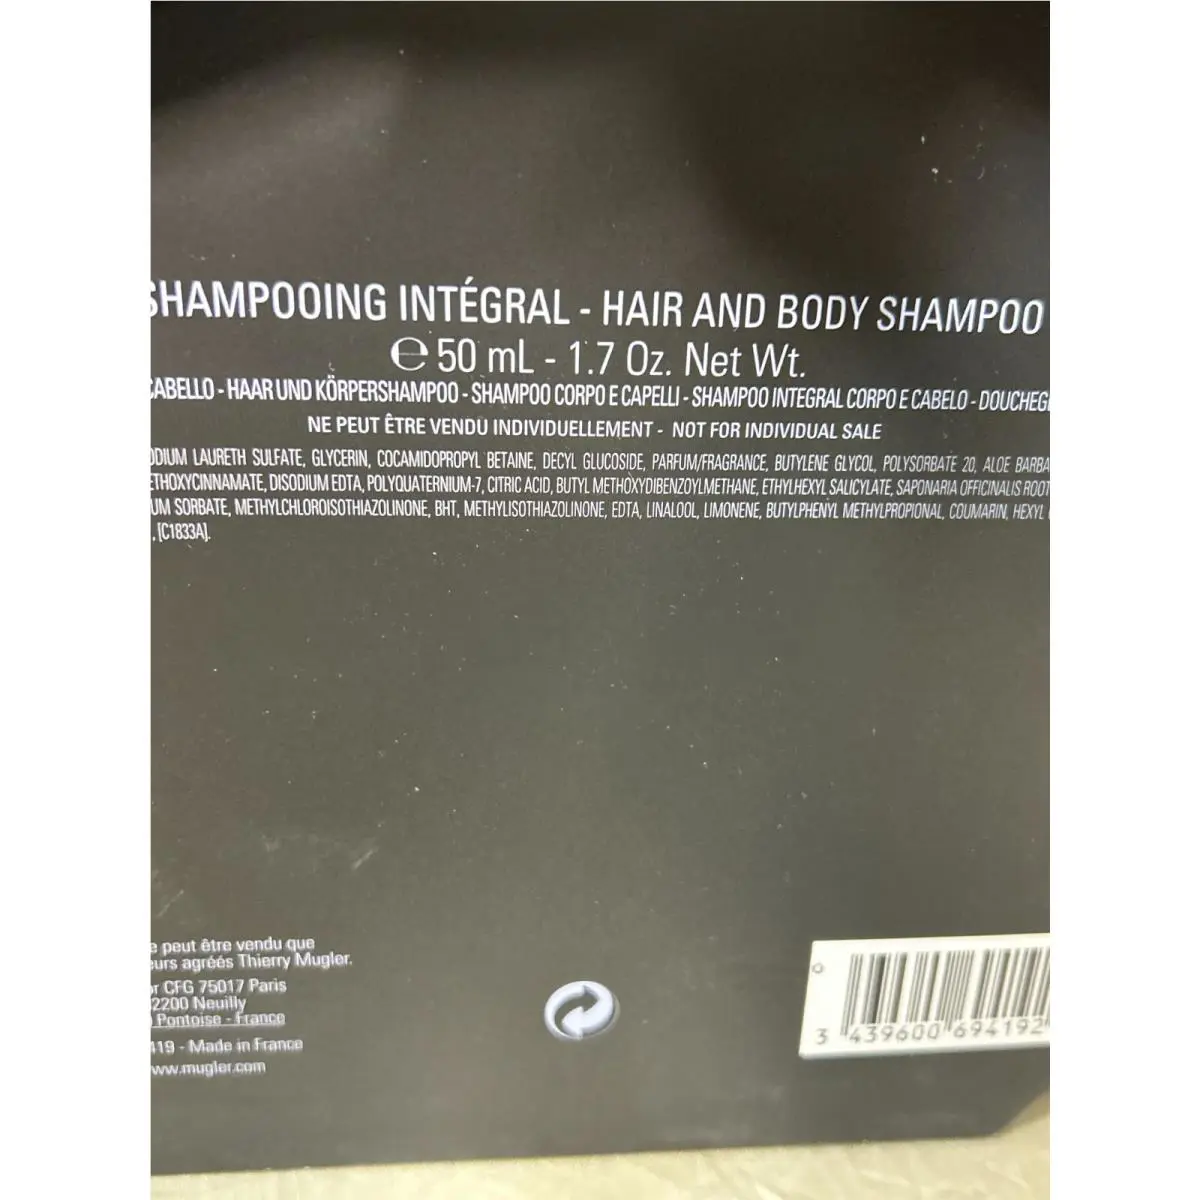 SHAMPOOING INTÉGRAL - HAIR AND BODY SHAMPOO
℮ 50 mL - 1.7 Oz. Net Wt.
CABELLO - HAAR UND KÖRPERSHAMPOO - SHAMPOO CORPO E CAPELLI - SHAMPOO INTEGRAL CORPO E CABELO - DOUCHEGE
NE PEUT ÊTRE VENDU INDIVIDUELLEMENT - NOT FOR INDIVIDUAL SALE
ODIUM LAURETH SULFATE, GLYCERIN, COCAMIDOPROPYL BETAINE, DECYL GLUCOSIDE, PARFUM/FRAGRANCE, BUTYLENE GLYCOL, POLYSORBATE 20, ALOE BARBA
ETHOXYCINNAMATE, DISODIUM EDTA, POLYQUATERNIUM-7, CITRIC ACID, BUTYL METHOXYDIBENZOYLMETHANE, ETHYLHEXYL SALICYLATE, SAPONARIA OFFICINALIS ROOT
UM SORBATE, METHYLCHLOROISOTHIAZOLINONE, BHT, METHYLISOTHIAZOLINONE, EDTA, LINALOOL, LIMONENE, BUTYLPHENYL METHYLPROPIONAL, COUMARIN, HEXYL
. [C1833A].
e peut être vendu que
eurs agréés Thierry Mugler.
r CFG 75017 Paris
2200 Neuilly
Pontoise - France
419 - Made in France
ww.mugler.com
0
3 439600 694192